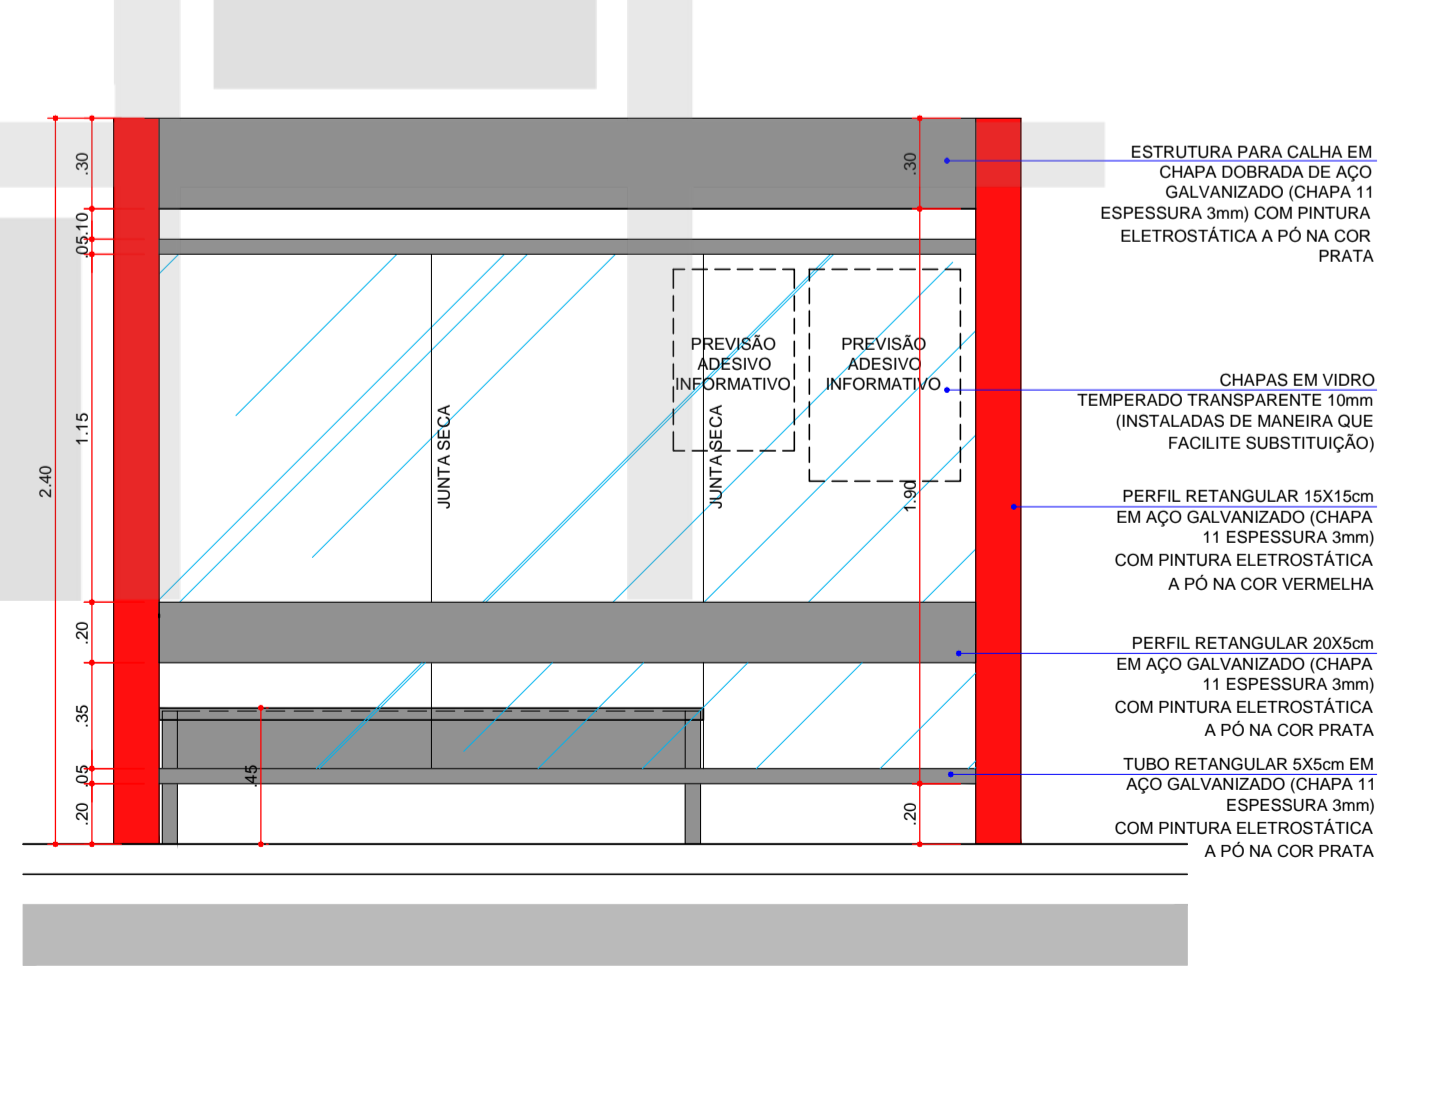 .30
.10
.05
1.15
2.40
.20
.35
.05
.20
.45
JUNTA SECA
JUNTA SECA
PREVISÃO
ADESIVO
INFORMATIVO
PREVISÃO
ADESIVO
INFORMATIVO
.30
1.90
.20
ESTRUTURA PARA CALHA EM
CHAPA DOBRADA DE AÇO
GALVANIZADO (CHAPA 11
ESPESSURA 3mm) COM PINTURA
ELETROSTÁTICA A PÓ NA COR
PRATA
CHAPAS EM VIDRO
TEMPERADO TRANSPARENTE 10mm
(INSTALADAS DE MANEIRA QUE
FACILITE SUBSTITUIÇÃO)
PERFIL RETANGULAR 15X15cm
EM AÇO GALVANIZADO (CHAPA
11 ESPESSURA 3mm)
COM PINTURA ELETROSTÁTICA
A PÓ NA COR VERMELHA
PERFIL RETANGULAR 20X5cm
EM AÇO GALVANIZADO (CHAPA
11 ESPESSURA 3mm)
COM PINTURA ELETROSTÁTICA
A PÓ NA COR PRATA
TUBO RETANGULAR 5X5cm EM
AÇO GALVANIZADO (CHAPA 11
ESPESSURA 3mm)
COM PINTURA ELETROSTÁTICA
A PÓ NA COR PRATA